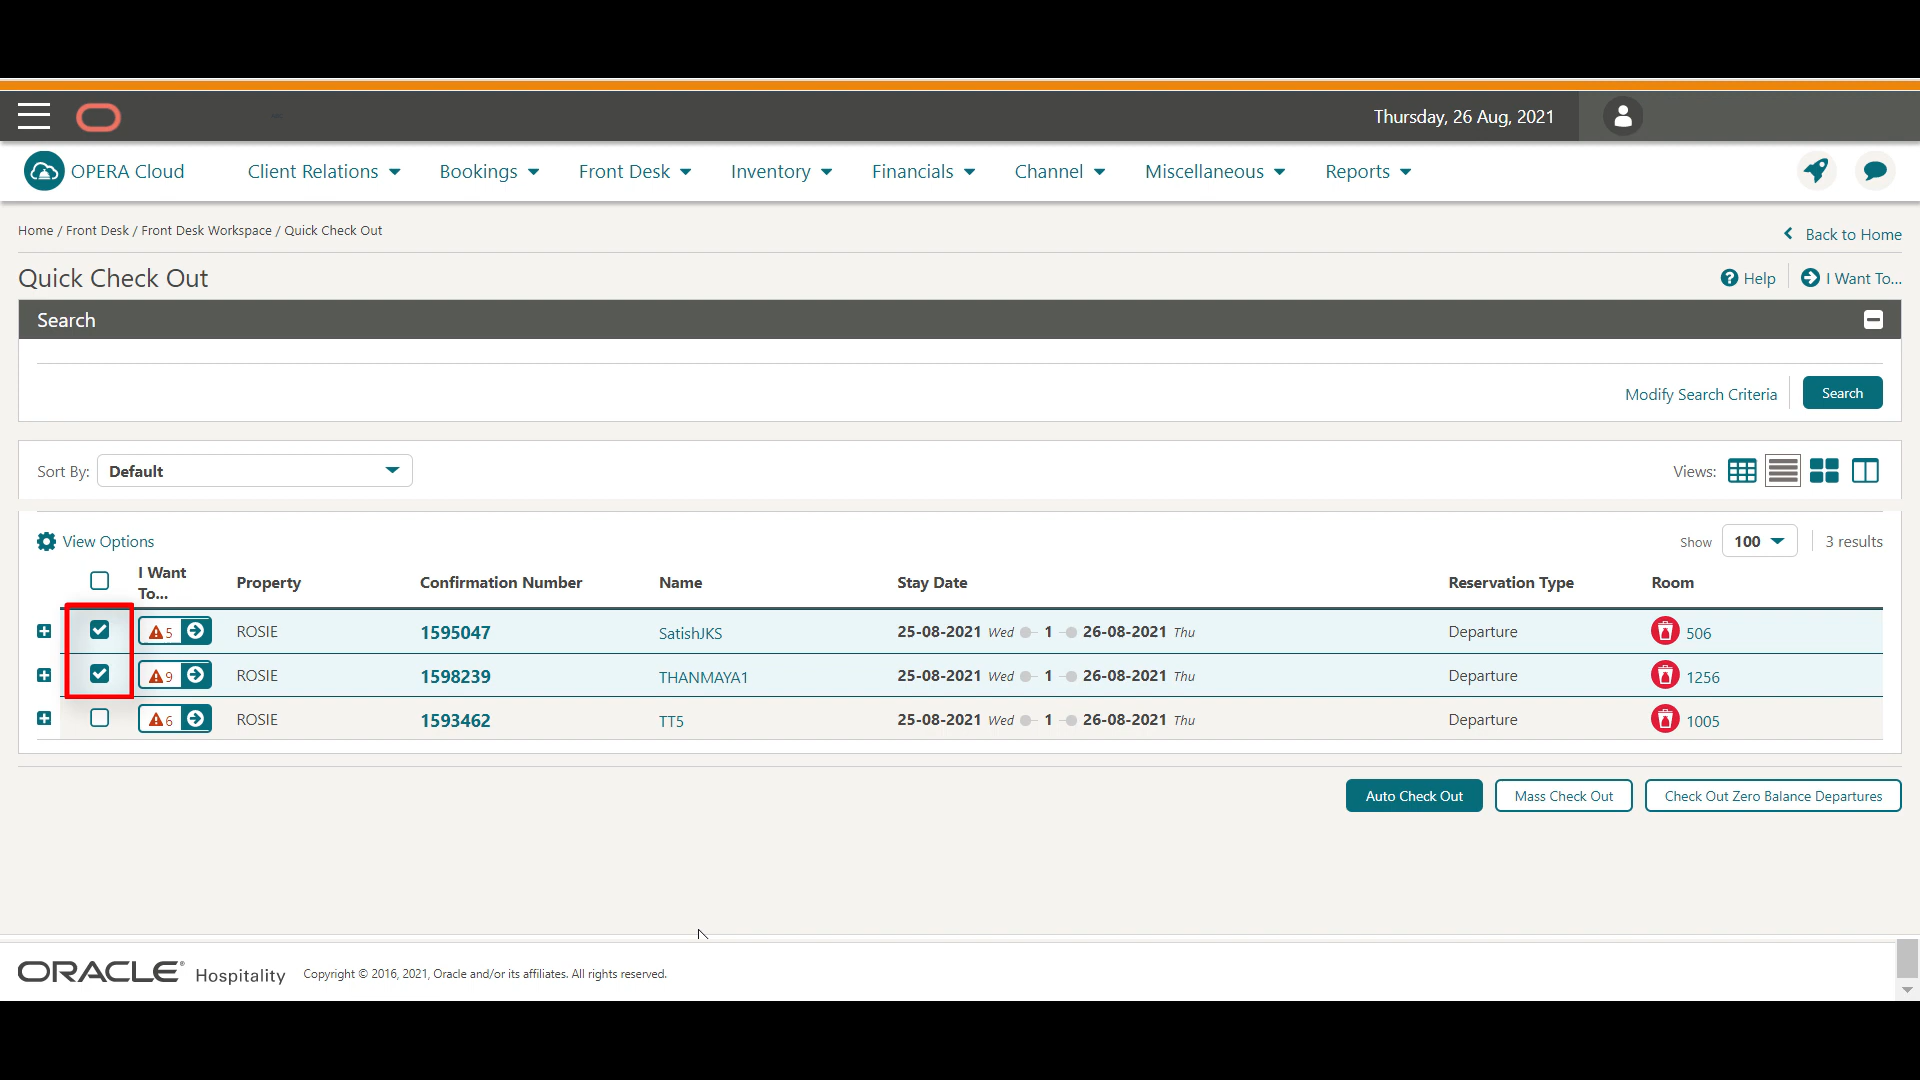 Thursday, 26 Aug, 2021
OPERA Cloud Client Relations Bookings Front Desk Inventory Financials Channel Miscellaneous Reports
Home / Front Desk / Front Desk Workspace / Quick Check Out Back to Home
Quick Check Out Help I Want To...
Search
Modify Search Criteria Search
Sort By: Default Views:
View Options Show 100 3 results
I Want To... Property Confirmation Number Name Stay Date Reservation Type Room
5 ROSIE 1595047 SatishJKS 25-08-2021 Wed 1 26-08-2021 Thu Departure 506
9 ROSIE 1598239 THANMAYA1 25-08-2021 Wed 1 26-08-2021 Thu Departure 1256
6 ROSIE 1593462 TT5 25-08-2021 Wed 1 26-08-2021 Thu Departure 1005
Auto Check Out Mass Check Out Check Out Zero Balance Departures
ORACLE® Hospitality Copyright © 2016, 2021, Oracle and/or its affiliates. All rights reserved.